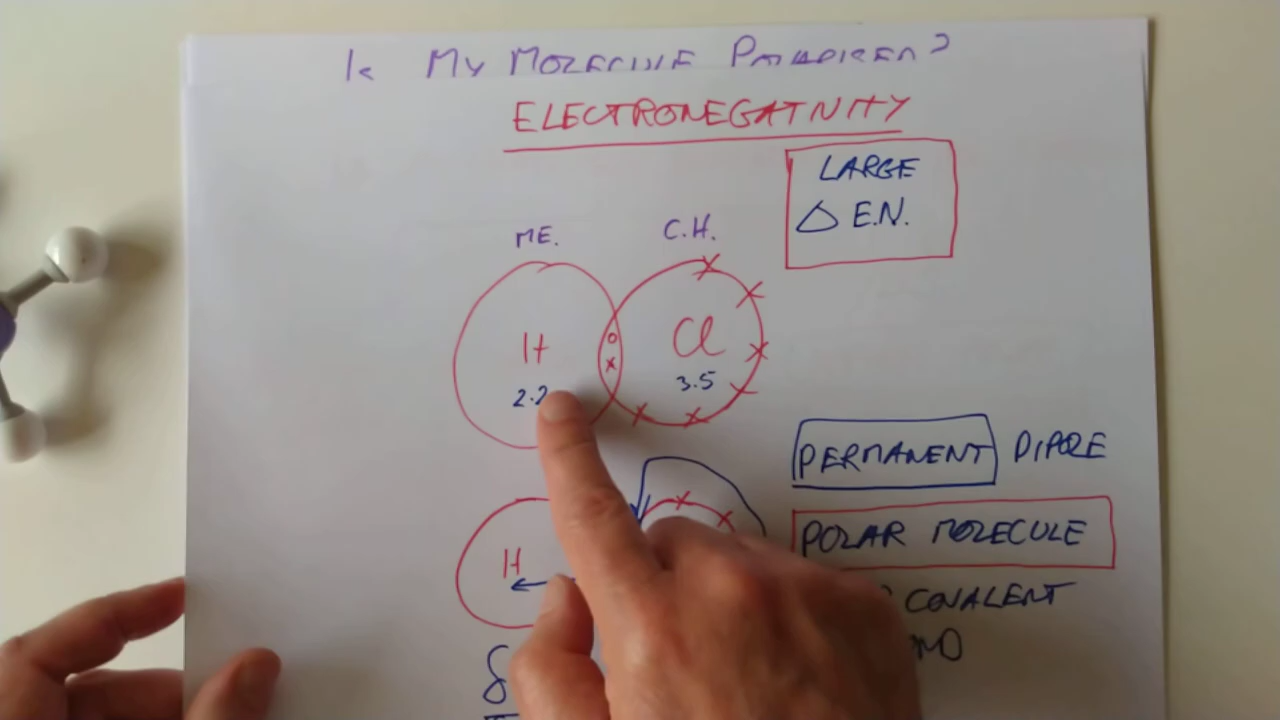 Is MY MOLECULE POLARISED?
ELECTRONEGATIVITY
LARGE
Δ E.N.
ME.
C.H.
H
Cl
2.2
3.5
PERMANENT DIPOLE
POLAR MOLECULE
H
COVALENT
δ